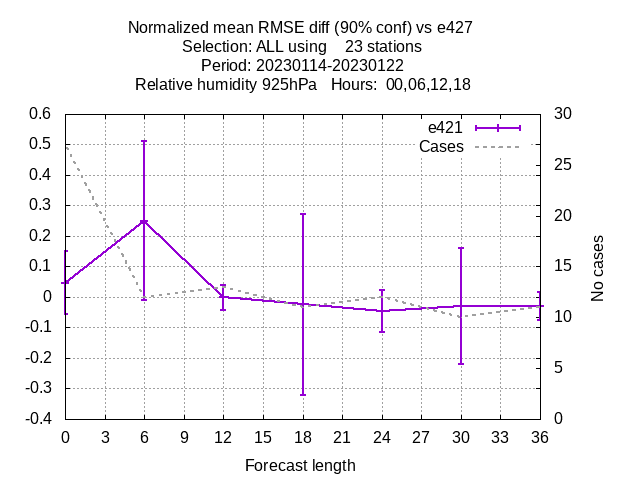 Normalized mean RMSE diff (90% conf) vs e427
Selection: ALL using 23 stations
Period: 20230114-20230122
Relative humidity 925hPa Hours: 00,06,12,18
e421
Cases
0.6
0.5
0.4
0.3
0.2
0.1
0
-0.1
-0.2
-0.3
-0.4
30
25
20
15
10
5
0
No cases
0 3 6 9 12 15 18 21 24 27 30 33 36
Forecast length